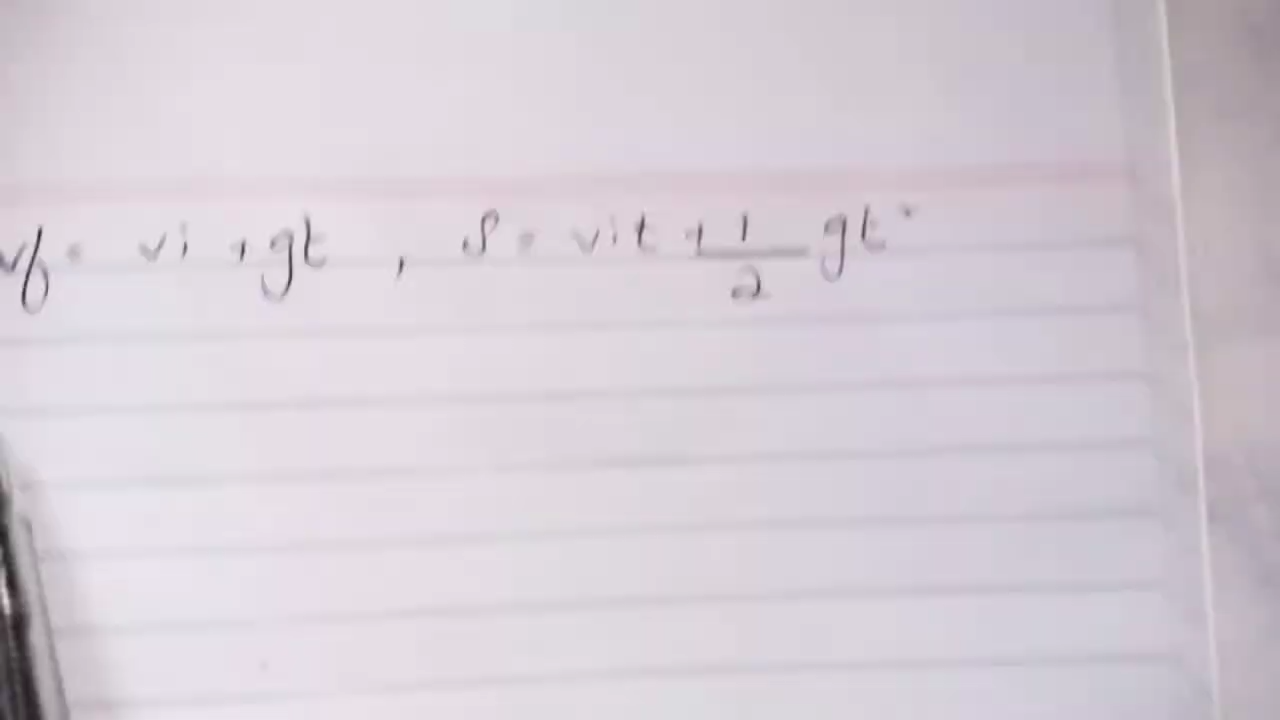 vf = vi + gt , S = vit + 1/2 gt²